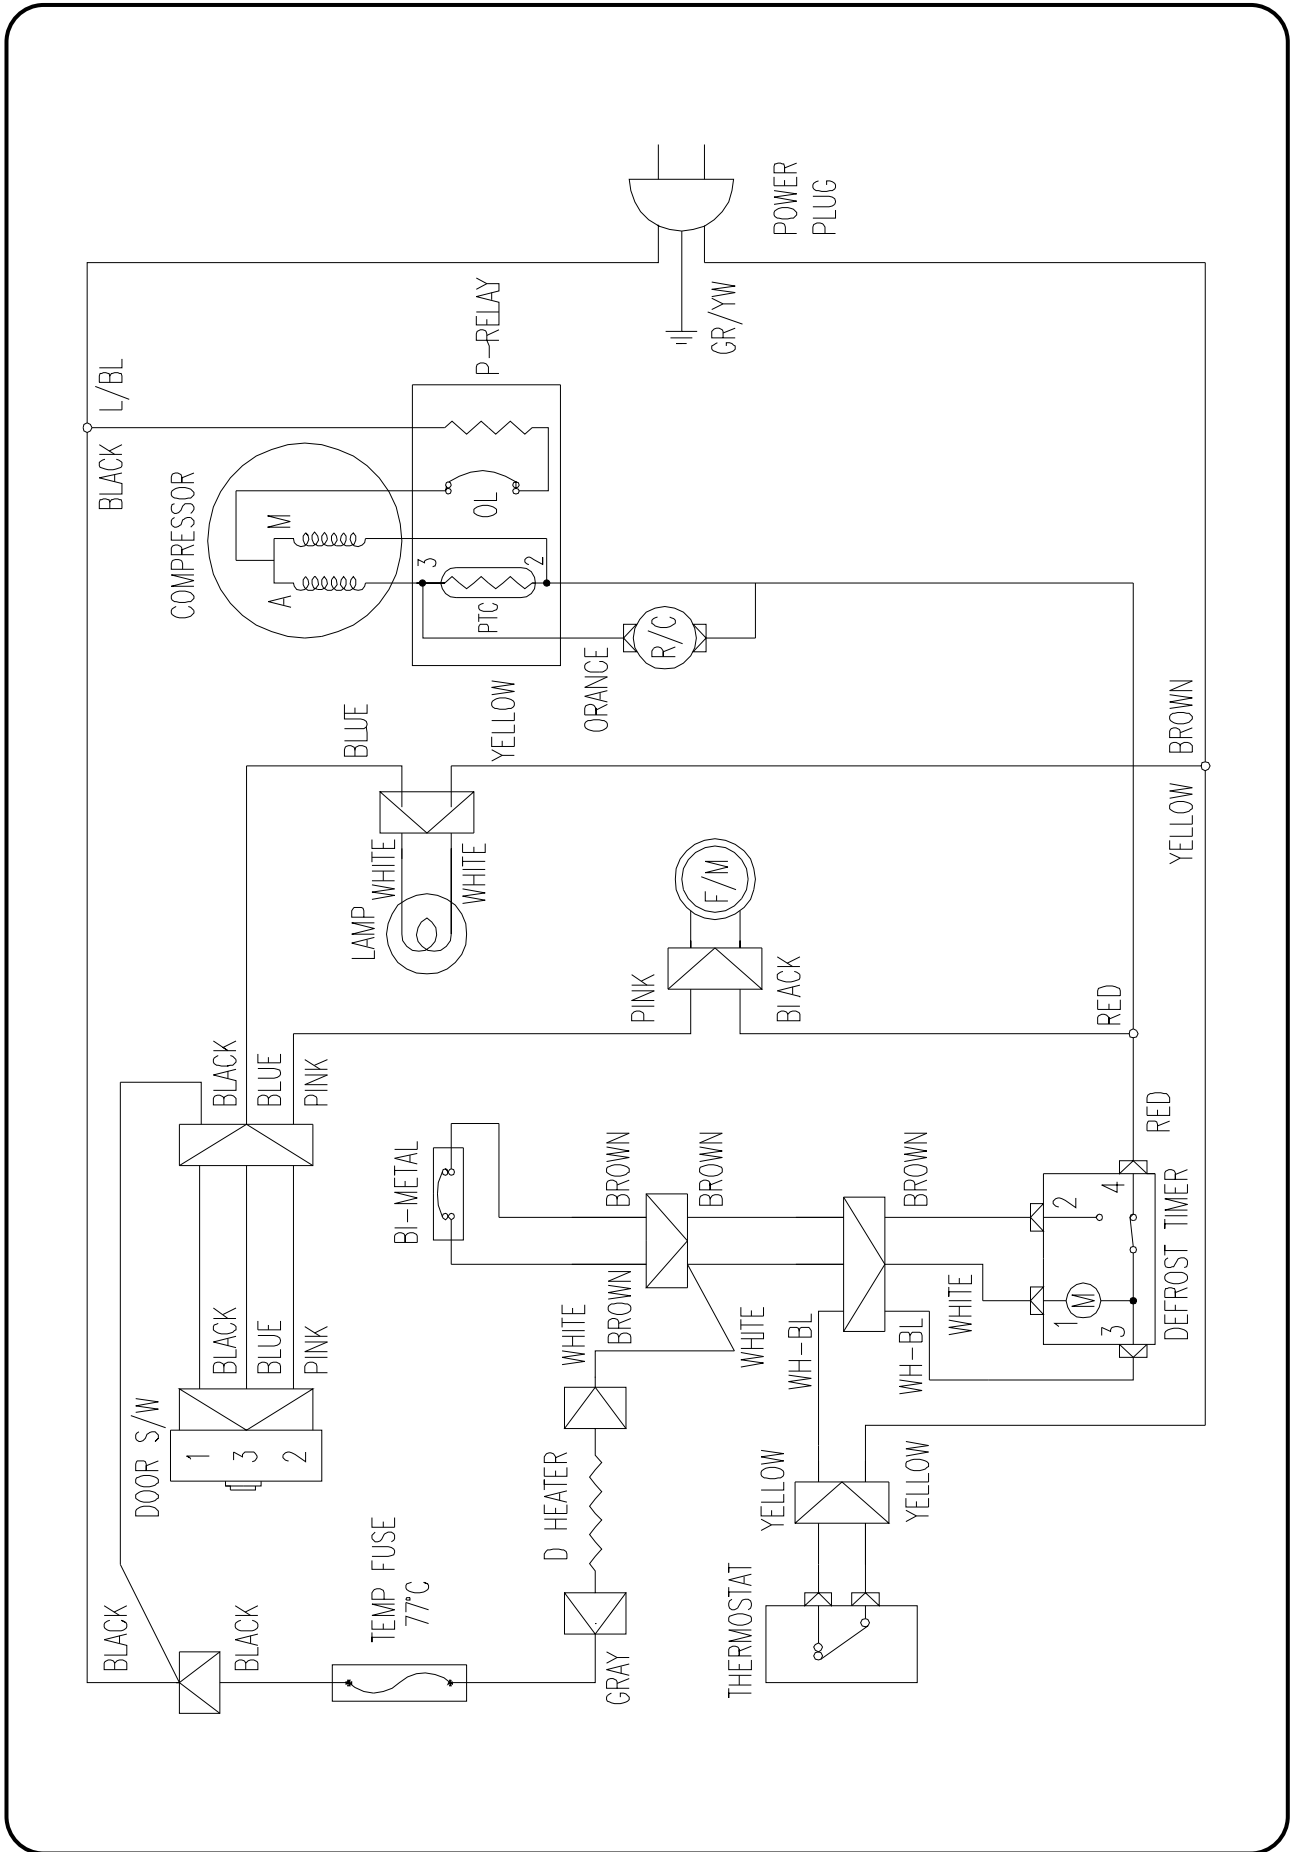 BLACK
BLACK
TEMP FUSE
77°C
GRAY
D HEATER
THERMOSTAT
YELLOW
YELLOW
DOOR S/W
1
3
2
BLACK
BLUE
PINK
BLACK
BLUE
PINK
WHITE
BROWN
WHITE
BROWN
BROWN
BI-METAL
WH-BL
WH-BL
WHITE
BROWN
1
M
3
2
4
DEFROST TIMER
RED
RED
PINK
BLACK
F/M
LAMP
WHITE
WHITE
BLUE
YELLOW
YELLOW
BROWN
COMPRESSOR
A
M
PTC
3
2
OL
ORANGE
R/C
P-RELAY
BLACK
L/BL
GR/YW
POWER
PLUG